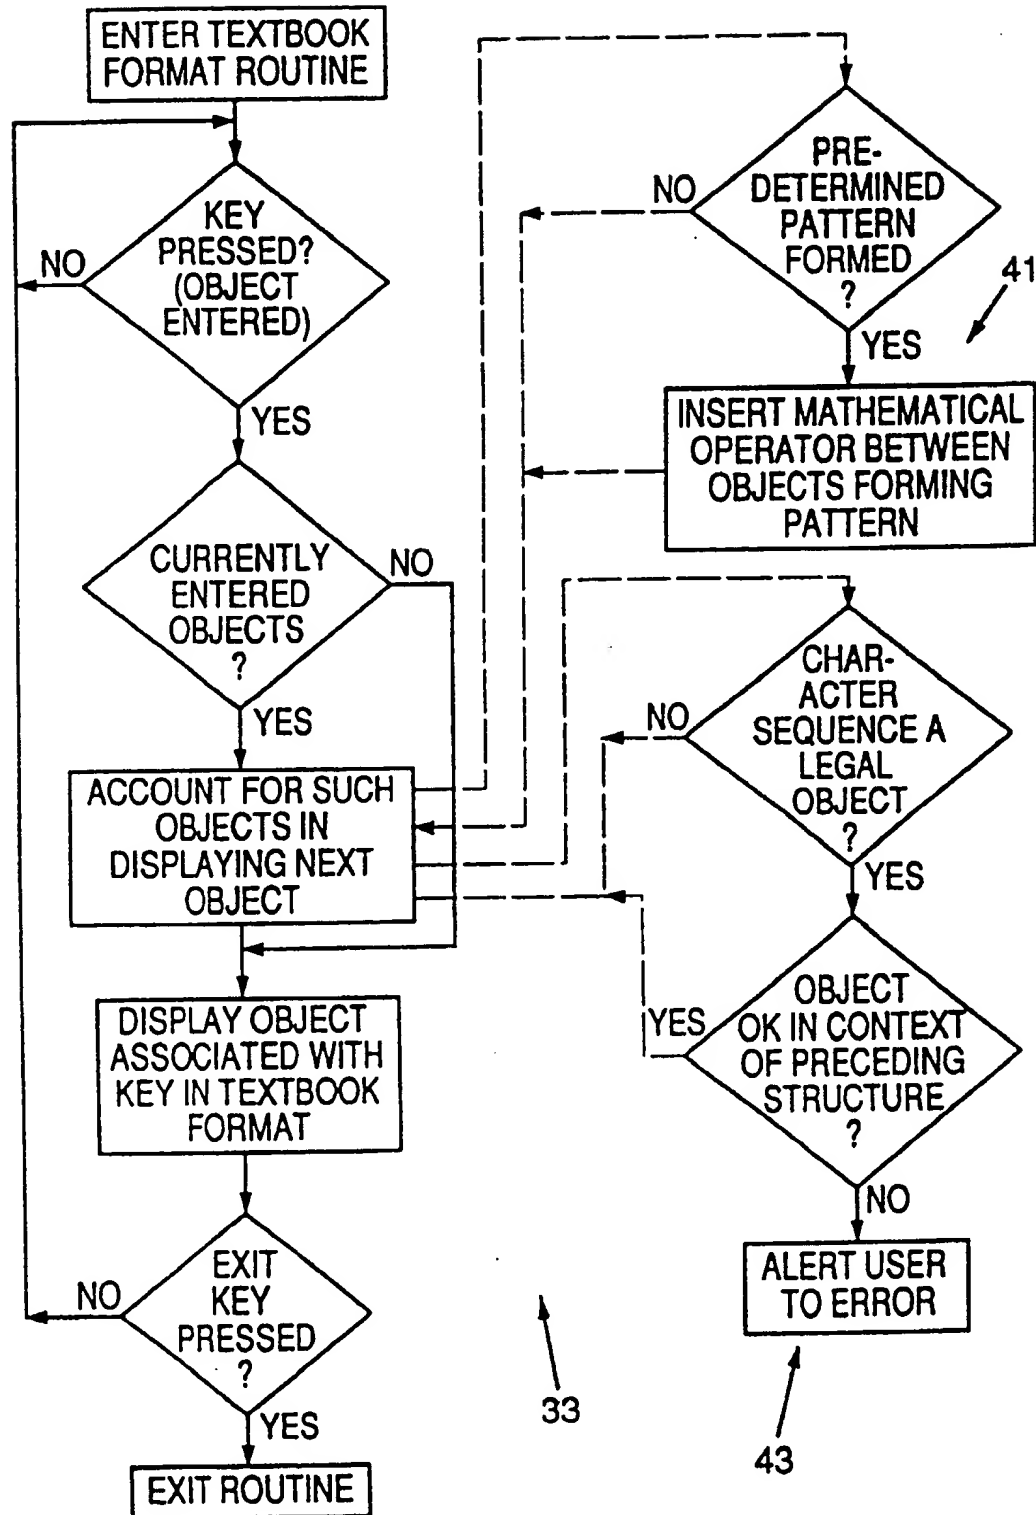 ENTER TEXTBOOK
FORMAT ROUTINE
KEY
PRESSED?
(OBJECT
ENTERED)
NO
YES
CURRENTLY
ENTERED
OBJECTS
?
NO
YES
ACCOUNT FOR SUCH
OBJECTS IN
DISPLAYING NEXT
OBJECT
DISPLAY OBJECT
ASSOCIATED WITH
KEY IN TEXTBOOK
FORMAT
EXIT
KEY
PRESSED
?
NO
YES
EXIT ROUTINE
PRE-
DETERMINED
PATTERN
FORMED
?
NO
YES
41
INSERT MATHEMATICAL
OPERATOR BETWEEN
OBJECTS FORMING
PATTERN
CHAR-
ACTER
SEQUENCE A
LEGAL
OBJECT
?
NO
YES
OBJECT
OK IN CONTEXT
OF PRECEDING
STRUCTURE
?
YES
NO
ALERT USER
TO ERROR
33
43